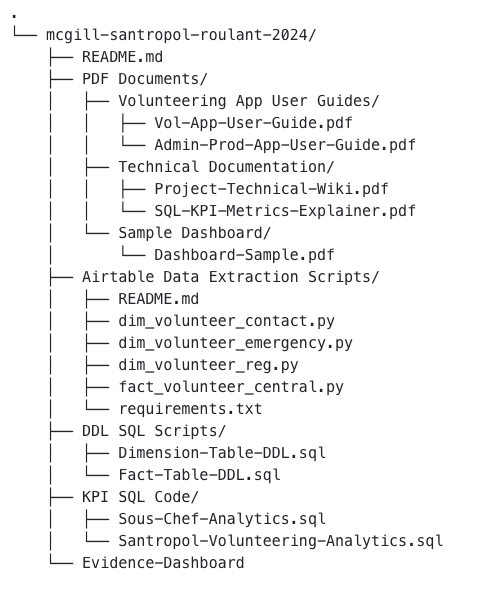 .
└── mcgill-santropol-roulant-2024/
    ├── README.md
    ├── PDF Documents/
    │   ├── Volunteering App User Guides/
    │   │   ├── Vol-App-User-Guide.pdf
    │   │   └── Admin-Prod-App-User-Guide.pdf
    │   ├── Technical Documentation/
    │   │   ├── Project-Technical-Wiki.pdf
    │   │   └── SQL-KPI-Metrics-Explainer.pdf
    │   └── Sample Dashboard/
    │       └── Dashboard-Sample.pdf
    ├── Airtable Data Extraction Scripts/
    │   ├── README.md
    │   ├── dim_volunteer_contact.py
    │   ├── dim_volunteer_emergency.py
    │   ├── dim_volunteer_reg.py
    │   ├── fact_volunteer_central.py
    │   └── requirements.txt
    ├── DDL SQL Scripts/
    │   ├── Dimension-Table-DDL.sql
    │   └── Fact-Table-DDL.sql
    ├── KPI SQL Code/
    │   ├── Sous-Chef-Analytics.sql
    │   └── Santropol-Volunteering-Analytics.sql
    └── Evidence-Dashboard